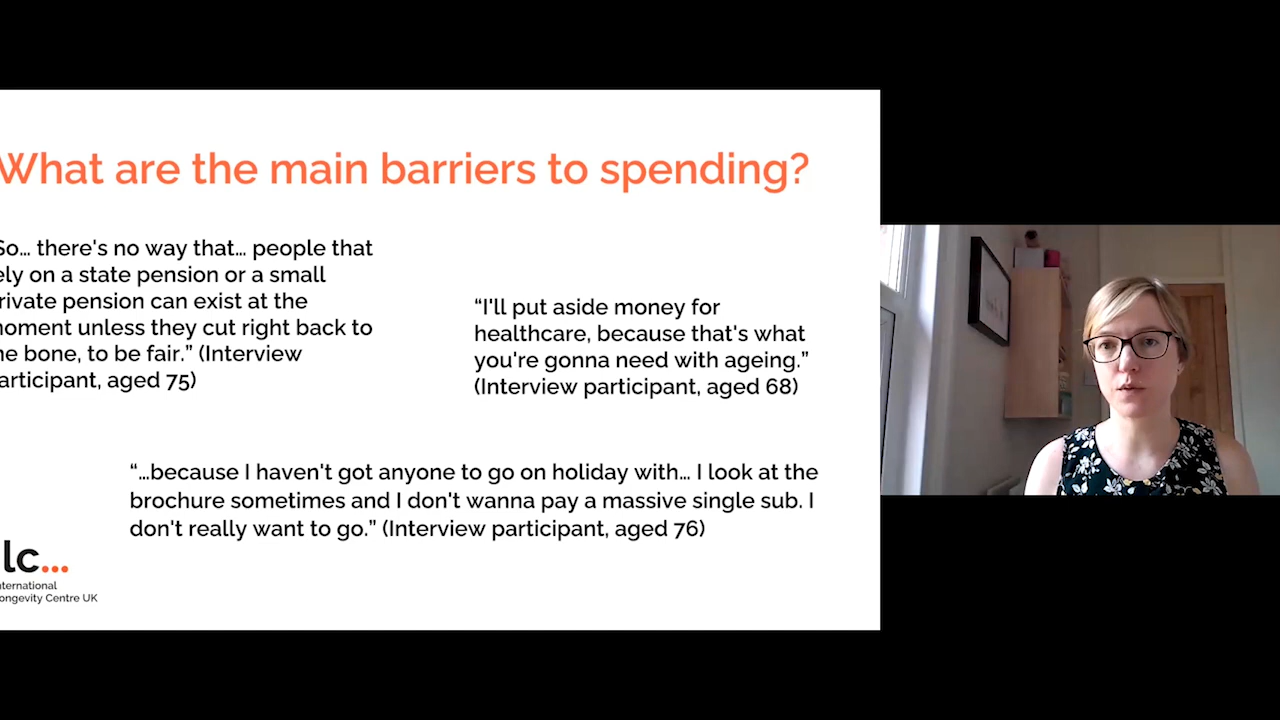 What are the main barriers to spending?
So… there's no way that… people that
ely on a state pension or a small
rivate pension can exist at the
moment unless they cut right back to
he bone, to be fair.” (Interview
articipant, aged 75)
“I'll put aside money for
healthcare, because that's what
you're gonna need with ageing.”
(Interview participant, aged 68)
“…because I haven't got anyone to go on holiday with… I look at the
brochure sometimes and I don't wanna pay a massive single sub. I
don't really want to go.” (Interview participant, aged 76)
lc...
nternational
ongevity Centre UK